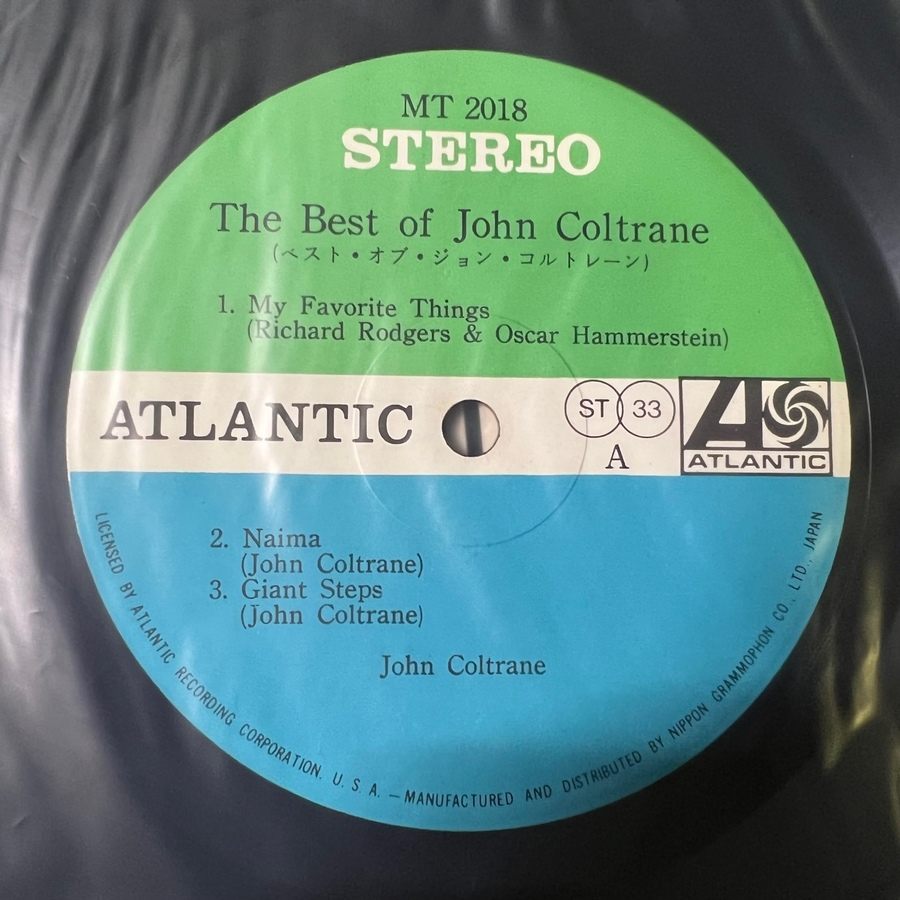 MT 2018
STEREO
The Best of John Coltrane
(ベスト・オブ・ジョン・コルトレーン)
1. My Favorite Things
(Richard Rodgers & Oscar Hammerstein)
ATLANTIC
ST 33
A
ATLANTIC
2. Naima
(John Coltrane)
3. Giant Steps
(John Coltrane)
John Coltrane
LICENSED BY ATLANTIC RECORDING CORPORATION. U. S. A. — MANUFACTURED AND DISTRIBUTED BY NIPPON GRAMMOPHON CO., LTD., JAPAN